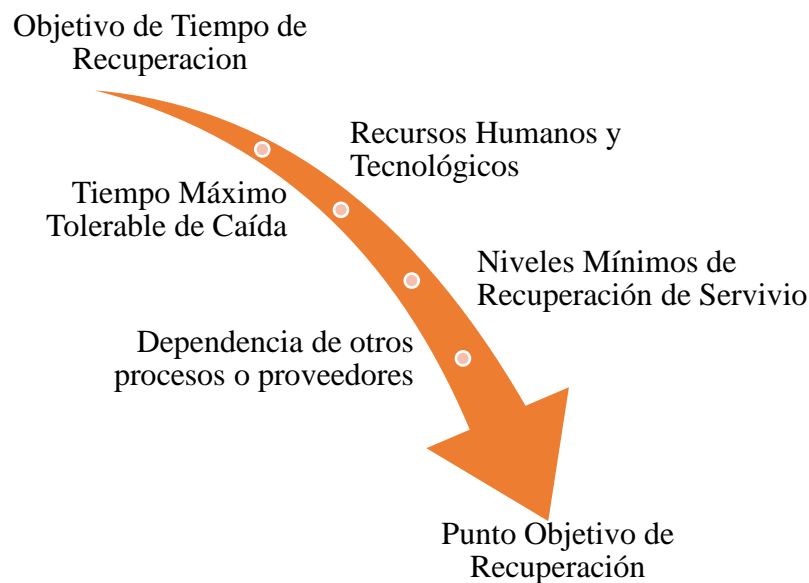 Objetivo de Tiempo de
Recuperacion
Recursos Humanos y
Tecnológicos
Tiempo Máximo
Tolerable de Caída
Niveles Mínimos de
Recuperación de Servivio
Dependencia de otros
procesos o proveedores
Punto Objetivo de
Recuperación